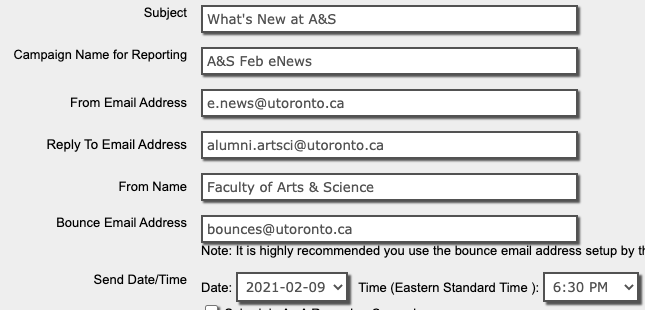 Subject What's New at A&S
Campaign Name for Reporting A&S Feb eNews
From Email Address e.news@utoronto.ca
Reply To Email Address alumni.artsci@utoronto.ca
From Name Faculty of Arts & Science
Bounce Email Address bounces@utoronto.ca
Note: It is highly recommended you use the bounce email address setup by
Send Date/Time Date: 2021-02-09 Time (Eastern Standard Time ): 6:30 PM